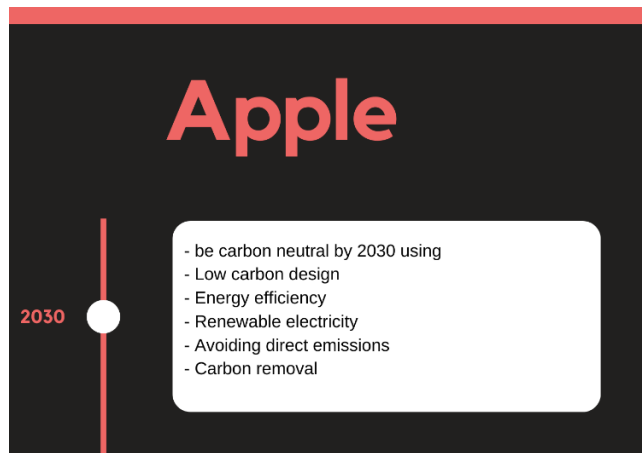 Apple
2030
- be carbon neutral by 2030 using
- Low carbon design
- Energy efficiency
- Renewable electricity
- Avoiding direct emissions
- Carbon removal